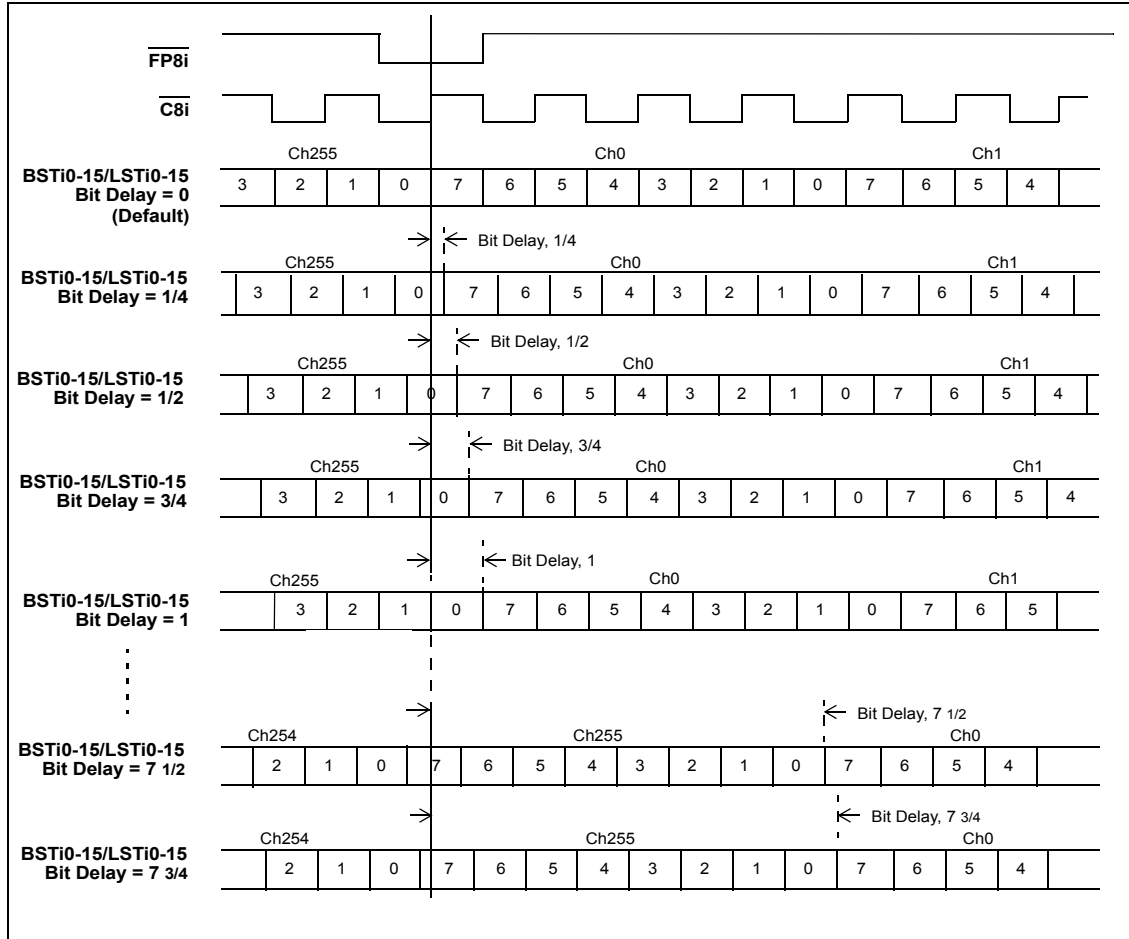 FP8i
C8i
Ch255 Ch0 Ch1
BSTi0-15/LSTi0-15
Bit Delay = 0
(Default)
3 2 1 0 7 6 5 4 3 2 1 0 7 6 5 4
Bit Delay, 1/4
Ch255 Ch0 Ch1
BSTi0-15/LSTi0-15
Bit Delay = 1/4
3 2 1 0 7 6 5 4 3 2 1 0 7 6 5 4
Bit Delay, 1/2
Ch255 Ch0 Ch1
BSTi0-15/LSTi0-15
Bit Delay = 1/2
3 2 1 0 7 6 5 4 3 2 1 0 7 6 5 4
Bit Delay, 3/4
Ch255 Ch0 Ch1
BSTi0-15/LSTi0-15
Bit Delay = 3/4
3 2 1 0 7 6 5 4 3 2 1 0 7 6 5 4
Bit Delay, 1
Ch255 Ch0 Ch1
BSTi0-15/LSTi0-15
Bit Delay = 1
3 2 1 0 7 6 5 4 3 2 1 0 7 6 5
Bit Delay, 7 1/2
Ch254 Ch255 Ch0
BSTi0-15/LSTi0-15
Bit Delay = 7 1/2
2 1 0 7 6 5 4 3 2 1 0 7 6 5 4
Bit Delay, 7 3/4
Ch254 Ch255 Ch0
BSTi0-15/LSTi0-15
Bit Delay = 7 3/4
2 1 0 7 6 5 4 3 2 1 0 7 6 5 4